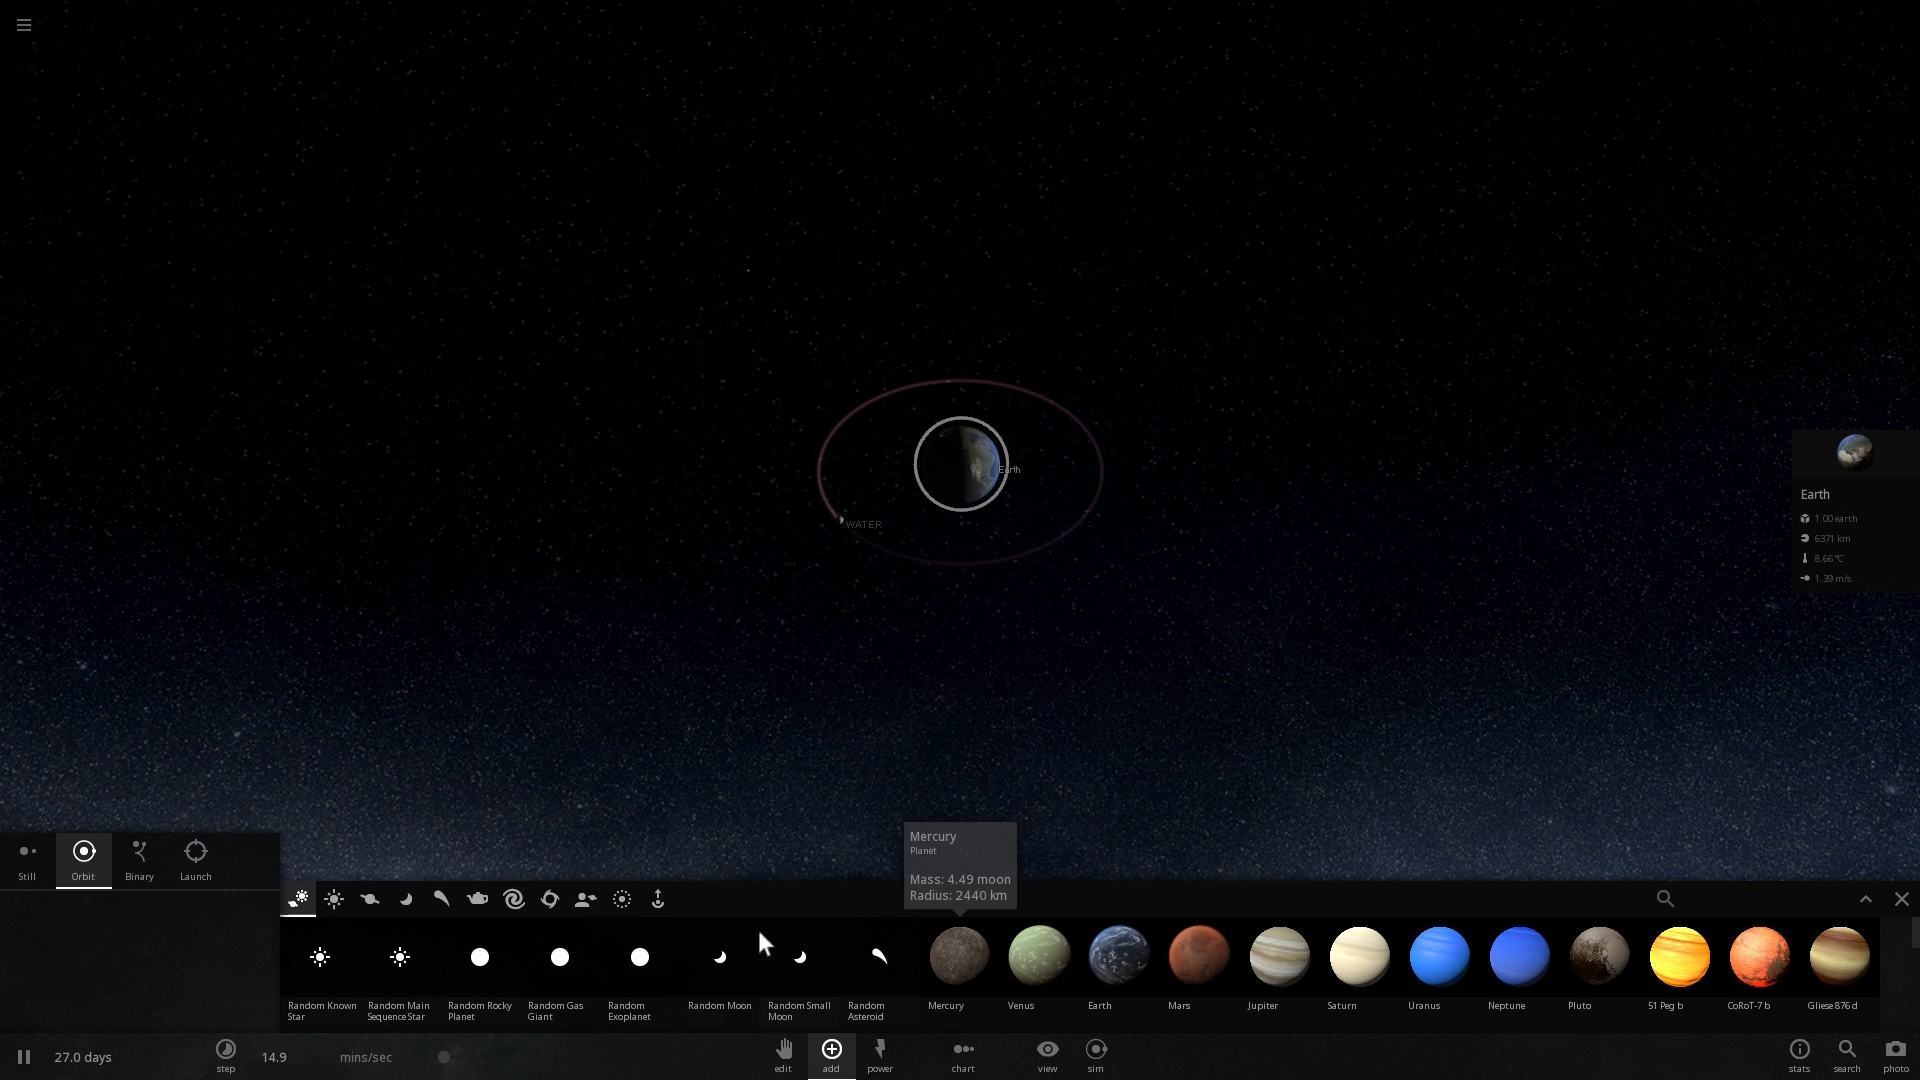 Earth
WATER
Earth
1.00 earth
6371 km
8.66 °C
1.39 m/s
Mercury
Planet
Mass: 4.49 moon
Radius: 2440 km
Still
Orbit
Binary
Launch
Random Known
Star
Random Main
Sequence Star
Random Rocky
Planet
Random Gas
Giant
Random
Exoplanet
Random Moon
Random Small
Moon
Random
Asteroid
Mercury
Venus
Earth
Mars
Jupiter
Saturn
Uranus
Neptune
Pluto
51 Peg b
CoRoT-7 b
Gliese 876 d
27.0 days
step
14.9
mins/sec
edit
add
power
chart
view
sim
stats
search
photo